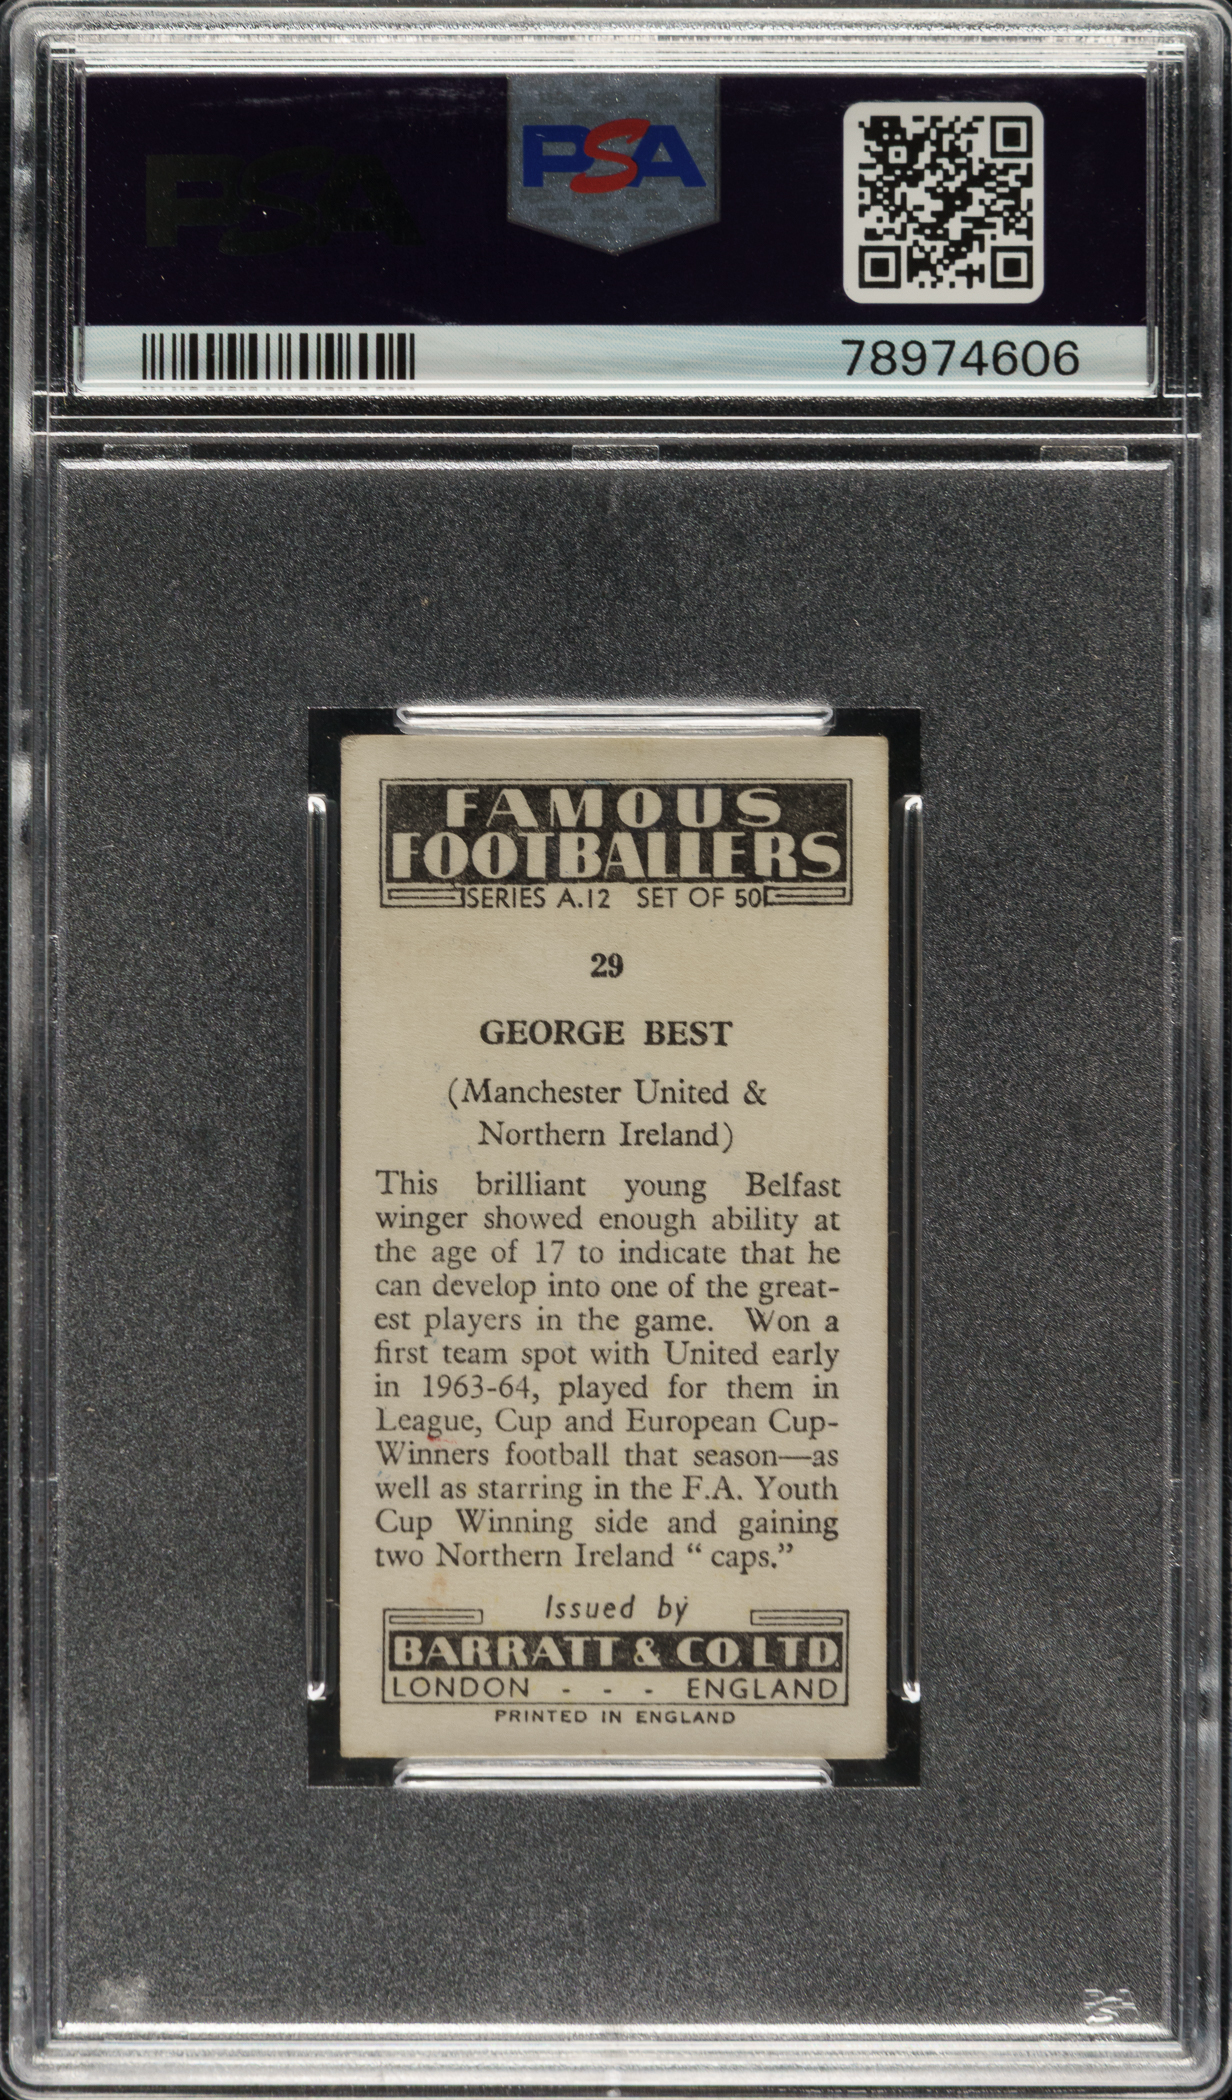 PSA
PSA
78974606
FAMOUS
FOOTBALLERS
SERIES A.12 SET OF 50
29
GEORGE BEST
(Manchester United &
Northern Ireland)
This brilliant young Belfast
winger showed enough ability at
the age of 17 to indicate that he
can develop into one of the great-
est players in the game. Won a
first team spot with United early
in 1963-64, played for them in
League, Cup and European Cup-
Winners football that season—as
well as starring in the F.A. Youth
Cup Winning side and gaining
two Northern Ireland “ caps.”
Issued by
BARRATT & CO. LTD.
LONDON - - - ENGLAND
PRINTED IN ENGLAND
PSA